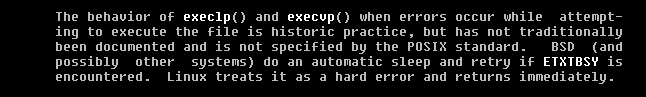 The behavior of execlp() and execvp() when errors occur while  attempt-
ing to execute the file is historic practice, but has not traditionally
been documented and is not specified by the POSIX standard.   BSD  (and
possibly  other  systems) do an automatic sleep and retry if ETXTBSY is
encountered.  Linux treats it as a hard error and returns immediately.